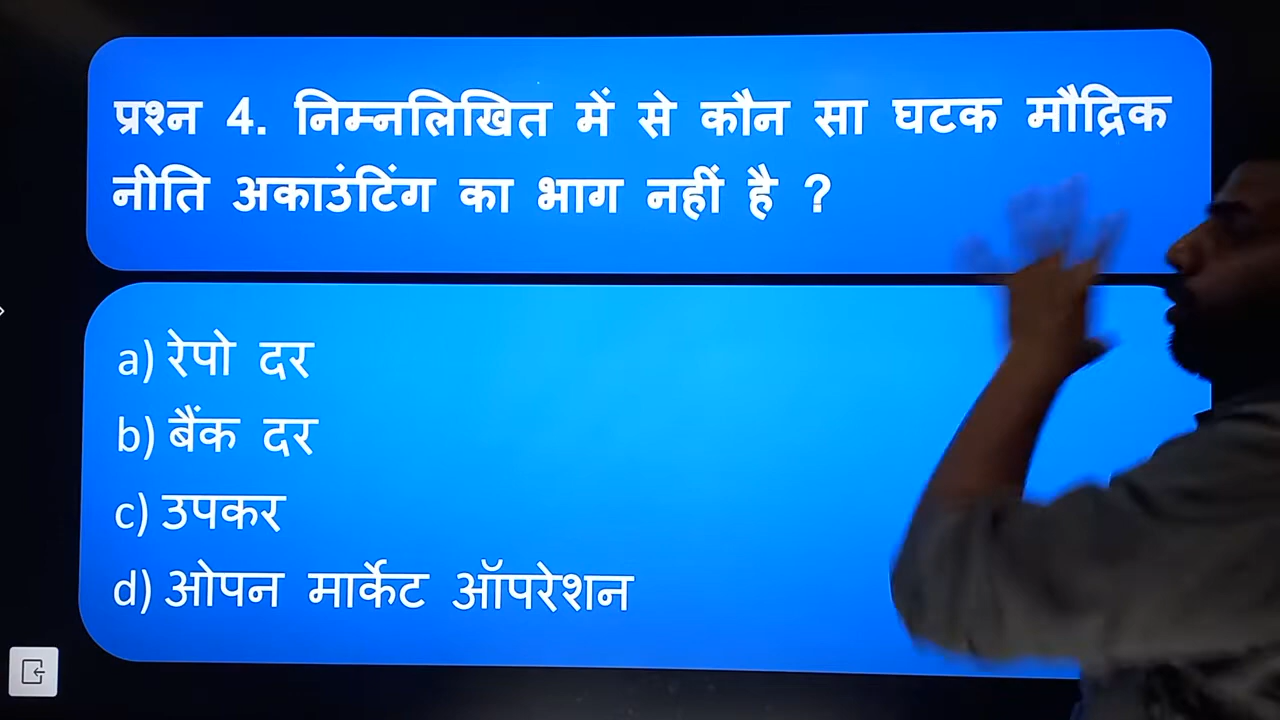 प्रश्न 4. निम्नलिखित में से कौन सा घटक मौद्रिक
नीति अकाउंटिंग का भाग नहीं है ?
a) रेपो दर
b) बैंक दर
c) उपकर
d) ओपन मार्केट ऑपरेशन